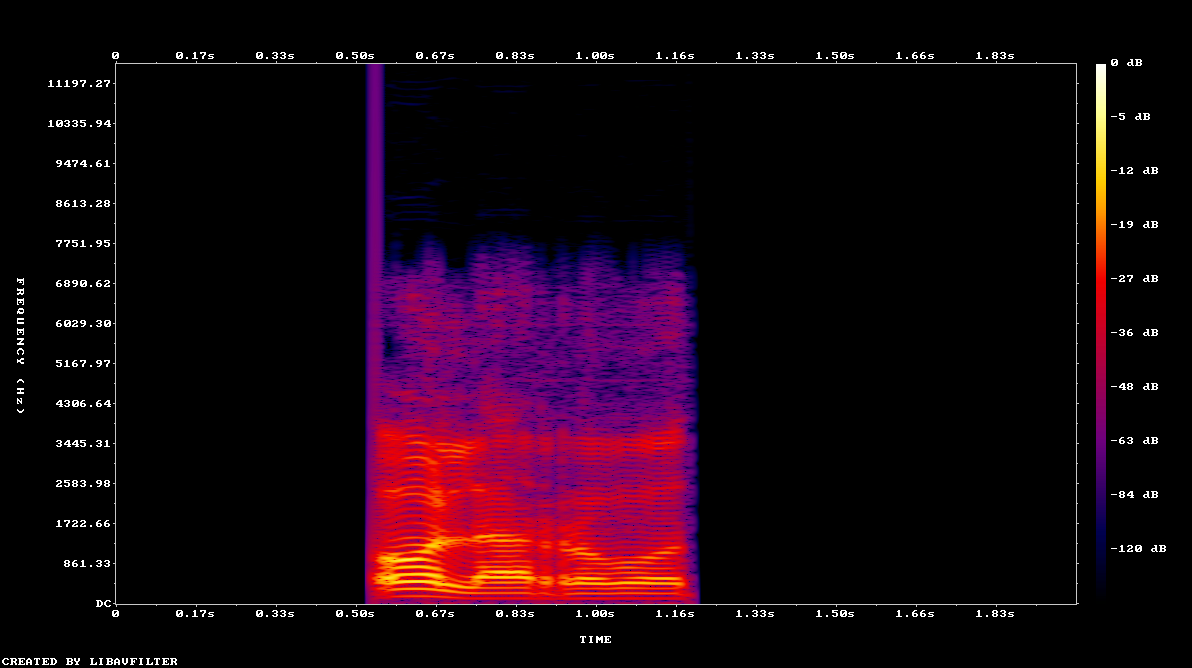 0 0.17s 0.33s 0.50s 0.67s 0.83s 1.00s 1.16s 1.33s 1.50s 1.66s 1.83s
0 dB
11197.27
-5 dB
10335.94
9474.61
-12 dB
8613.28
-19 dB
7751.95
-27 dB
6890.62
6029.30
-36 dB
5167.97
-48 dB
4306.64
3445.31
-63 dB
2583.98
-84 dB
1722.66
-120 dB
861.33
DC
FREQUENCY (Hz)
0 0.17s 0.33s 0.50s 0.67s 0.83s 1.00s 1.16s 1.33s 1.50s 1.66s 1.83s
TIME
CREATED BY LIBAVFILTER